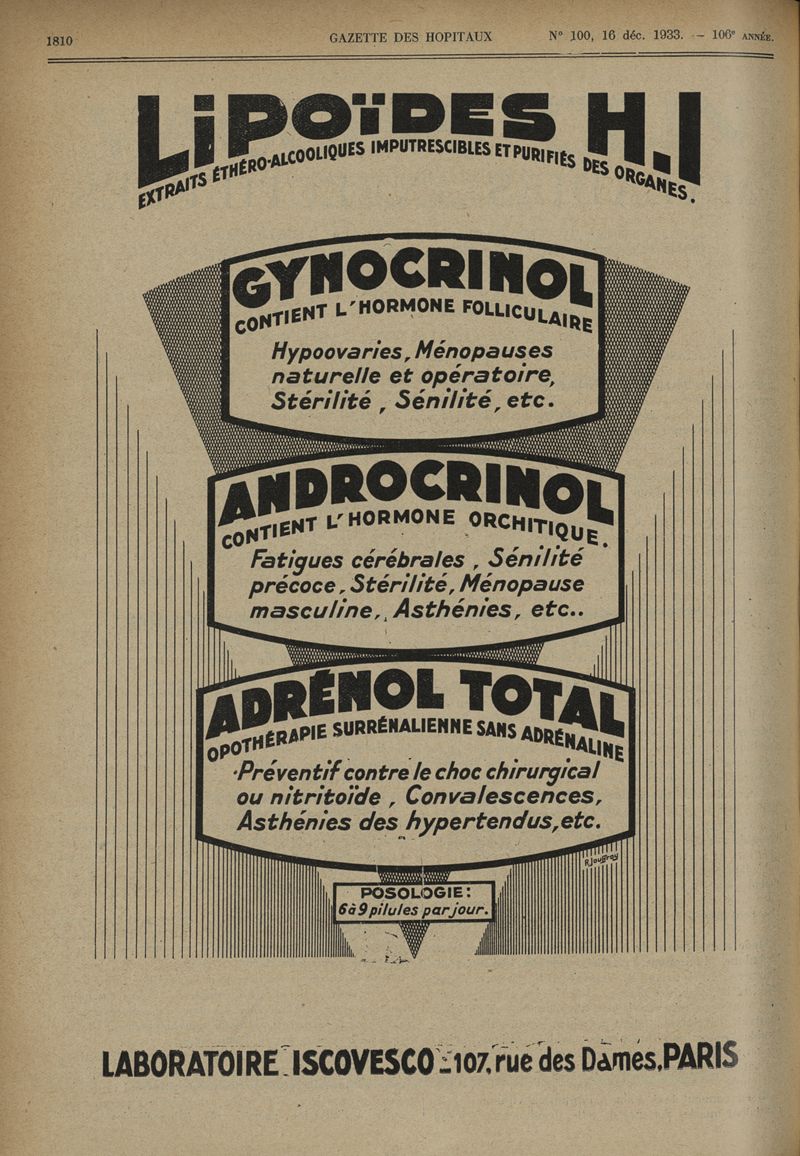 1810 GAZETTE DES HOPITAUX N° 100, 16 déc. 1933. — 106e ANNÉE.
LiPOÏDES H.I
EXTRAITS ÉTHÉRO-ALCOOLIQUES IMPUTRESCIBLES ET PURIFIÉS DES ORGANES.
GYNOCRINOL
CONTIENT L'HORMONE FOLLICULAIRE
Hypoovaries, Ménopauses
naturelle et opératoire,
Stérilité, Sénilité, etc.
ANDROCRINOL
CONTIENT L'HORMONE ORCHITIQUE.
Fatigues cérébrales, Sénilité
précoce, Stérilité, Ménopause
masculine, Asthénies, etc..
ADRÉNOL TOTAL
OPOTHÉRAPIE SURRÉNALIENNE SANS ADRÉNALINE
Préventif contre le choc chirurgical
ou nitritoïde, Convalescences,
Asthénies des hypertendus, etc.
POSOLOGIE:
6 à 9 pilules par jour.
LABORATOIRE ISCOVESCO - 107, rue des Dames, PARIS